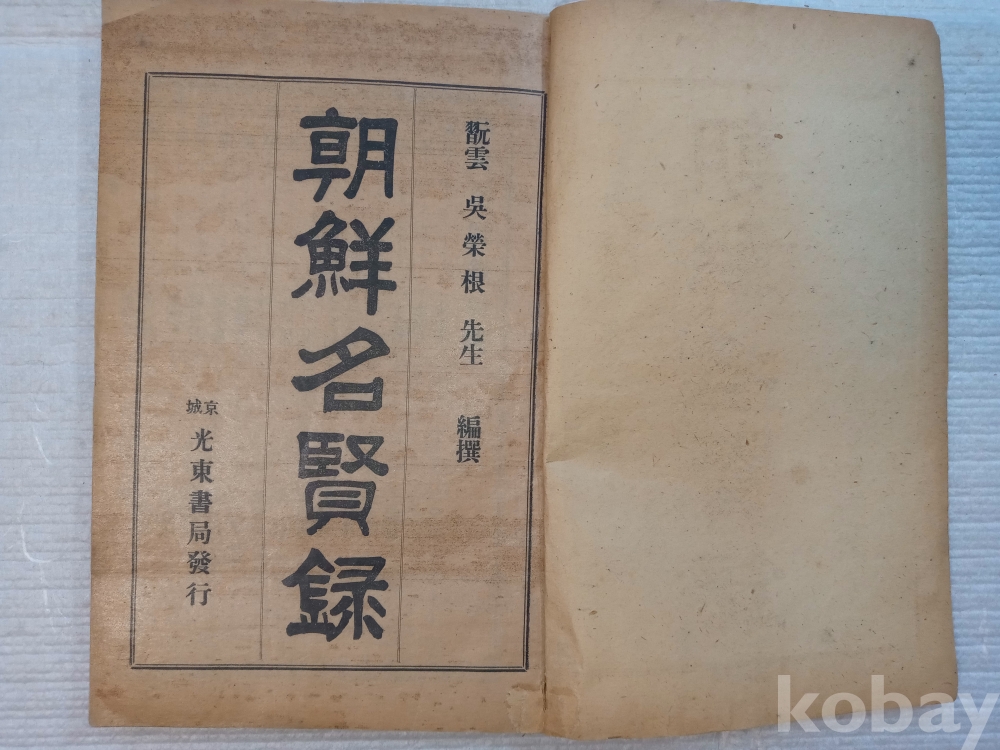 翫雲 吳榮根 先生 編撰
朝鮮名賢録
京城 光東書局發行
kobay